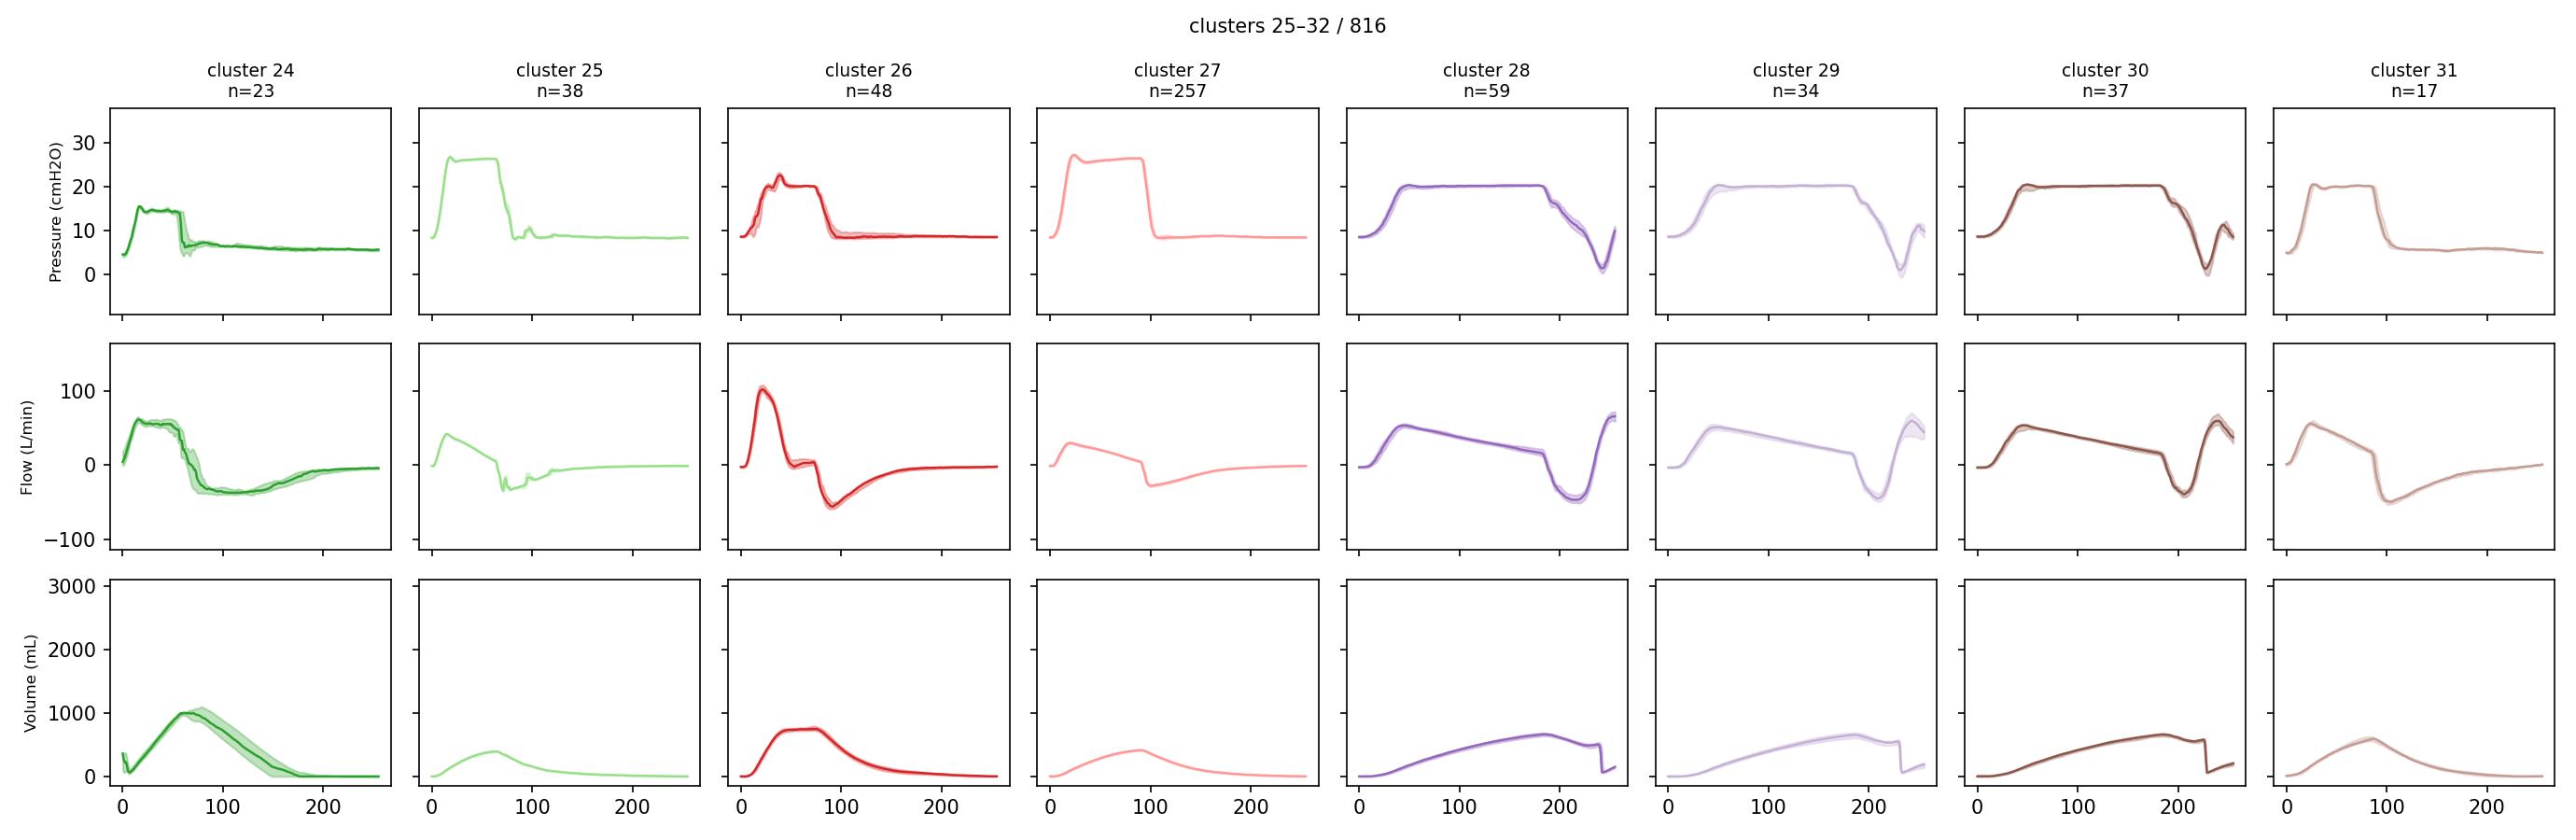 clusters 25–32 / 816
cluster 24
n=23
cluster 25
n=38
cluster 26
n=48
cluster 27
n=257
cluster 28
n=59
cluster 29
n=34
cluster 30
n=37
cluster 31
n=17
Pressure (cmH2O)
30
20
10
0
Flow (L/min)
100
0
−100
Volume (mL)
3000
2000
1000
0
0 100 200
0 100 200
0 100 200
0 100 200
0 100 200
0 100 200
0 100 200
0 100 200